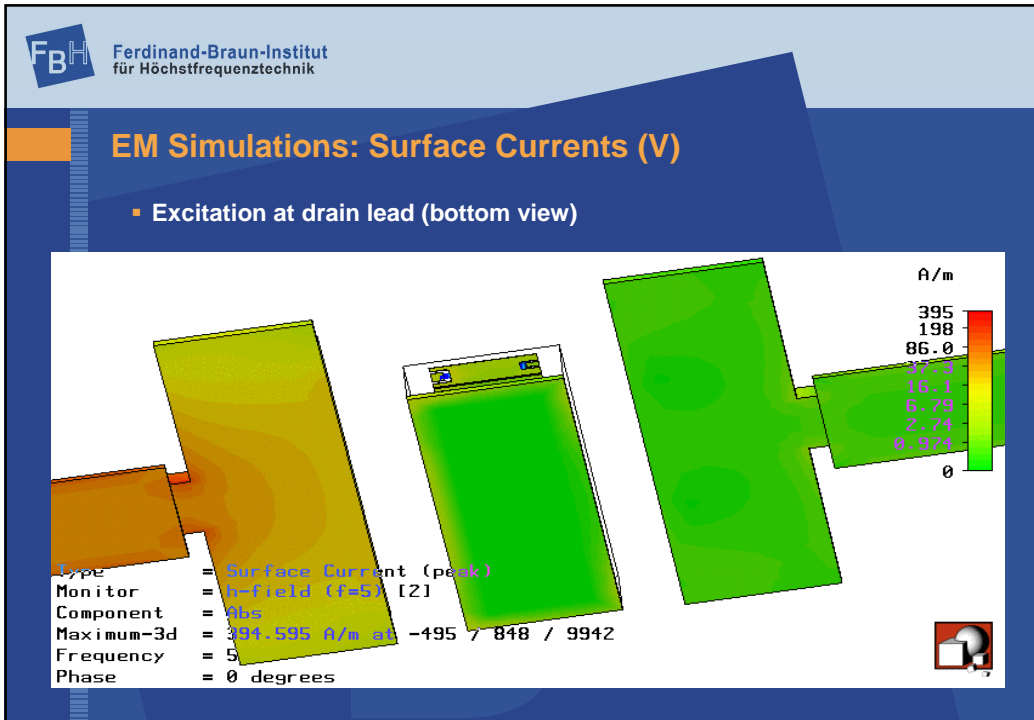 FBH
Ferdinand-Braun-Institut
für Höchstfrequenztechnik
EM Simulations: Surface Currents (V)
Excitation at drain lead (bottom view)
A/m
395
198
86.0
37.3
16.1
6.79
2.74
0.974
0
Type = Surface Current (peak)
Monitor = h-field (f=5) [2]
Component = Abs
Maximum-3d = 394.595 A/m at -495 / 848 / 9942
Frequency = 5
Phase = 0 degrees